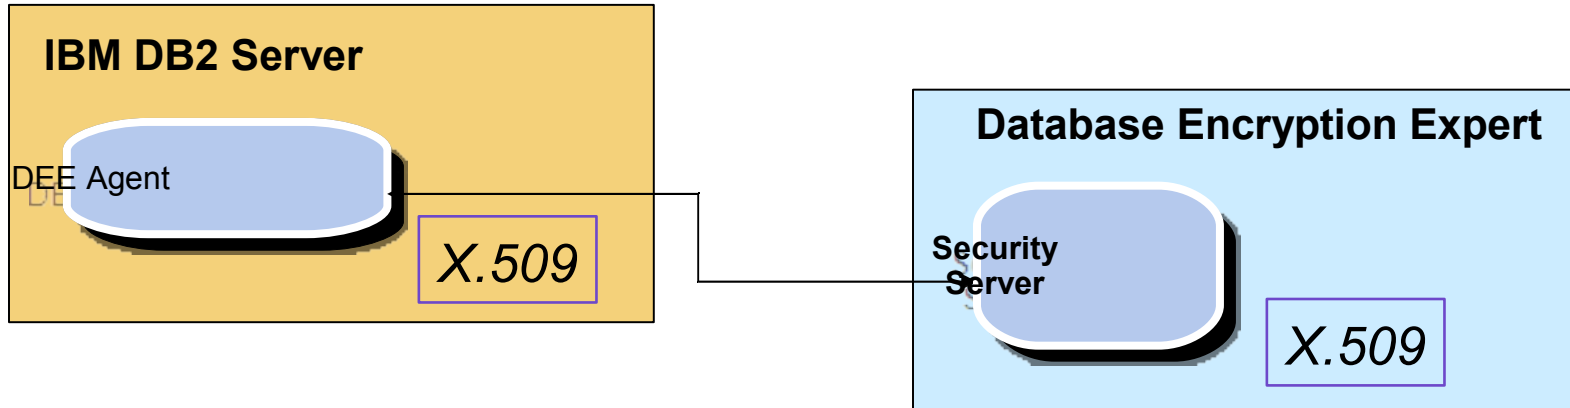 IBM DB2 Server
DEE Agent
X.509
Database Encryption Expert
Security
Server
X.509